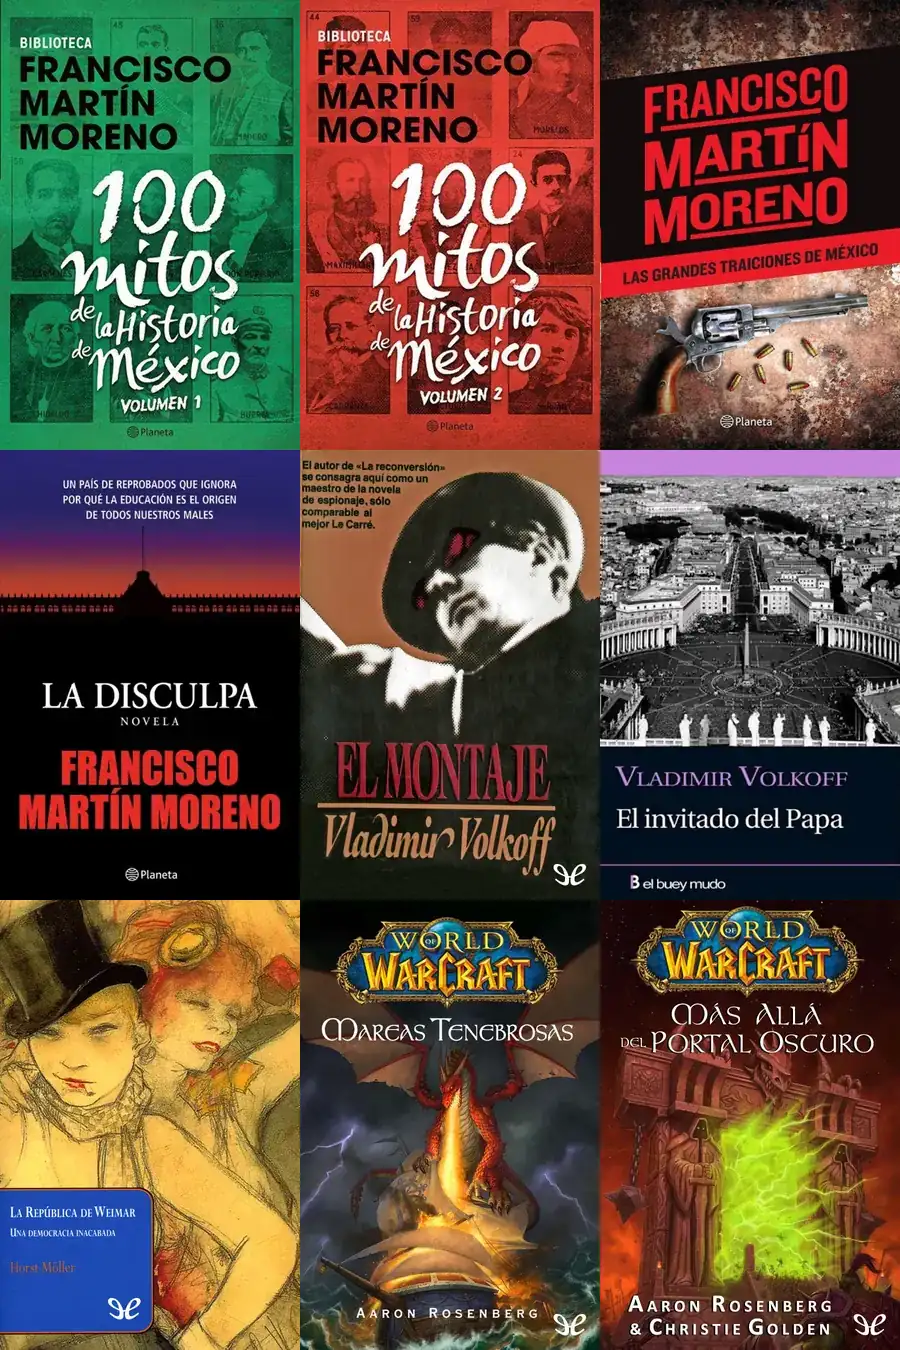 BIBLIOTECA
FRANCISCO
MARTÍN
MORENO
100
mitos
de la Historia
de México
VOLUMEN 1
Planeta
BIBLIOTECA
FRANCISCO
MARTÍN
MORENO
100
mitos
de la Historia
de México
VOLUMEN 2
Planeta
FRANCISCO
MARTÍN
MORENO
LAS GRANDES TRAICIONES DE MÉXICO
Planeta
UN PAÍS DE REPROBADOS QUE IGNORA
POR QUÉ LA EDUCACIÓN ES EL ORIGEN
DE TODOS NUESTROS MALES
LA DISCULPA
NOVELA
FRANCISCO
MARTÍN MORENO
Planeta
El autor de «La reconversión»
se consagra aquí como un
maestro de la novela
de espionaje, sólo
comparable al
mejor Le Carré.
EL MONTAJE
Vladimir Volkoff
VLADIMIR VOLKOFF
El invitado del Papa
B el buey mudo
LA REPÚBLICA DE WEIMAR
UNA DEMOCRACIA INACABADA
Horst Möller
WORLD
OF
WARCRAFT
MAREAS TENEBROSAS
AARON ROSENBERG
WORLD
OF
WARCRAFT
MÁS ALLÁ
DEL PORTAL OSCURO
AARON ROSENBERG
& CHRISTIE GOLDEN